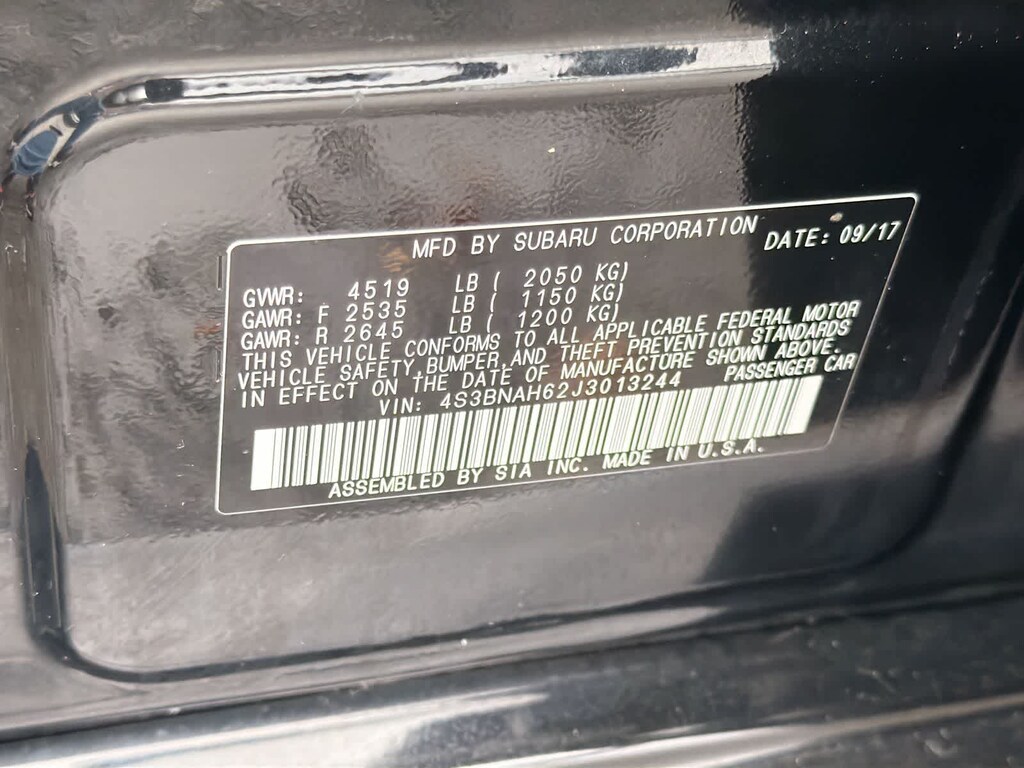 MFD BY SUBARU CORPORATION DATE: 09/17
GVWR: 4519 LB ( 2050 KG)
GAWR: F 2535 LB ( 1150 KG)
GAWR: R 2645 LB ( 1200 KG)
THIS VEHICLE CONFORMS TO ALL APPLICABLE FEDERAL MOTOR
VEHICLE SAFETY,BUMPER,AND THEFT PREVENTION STANDARDS
IN EFFECT ON THE DATE OF MANUFACTURE SHOWN ABOVE.
VIN: 4S3BNAH62J3013244 PASSENGER CAR
ASSEMBLED BY SIA INC. MADE IN U.S.A.